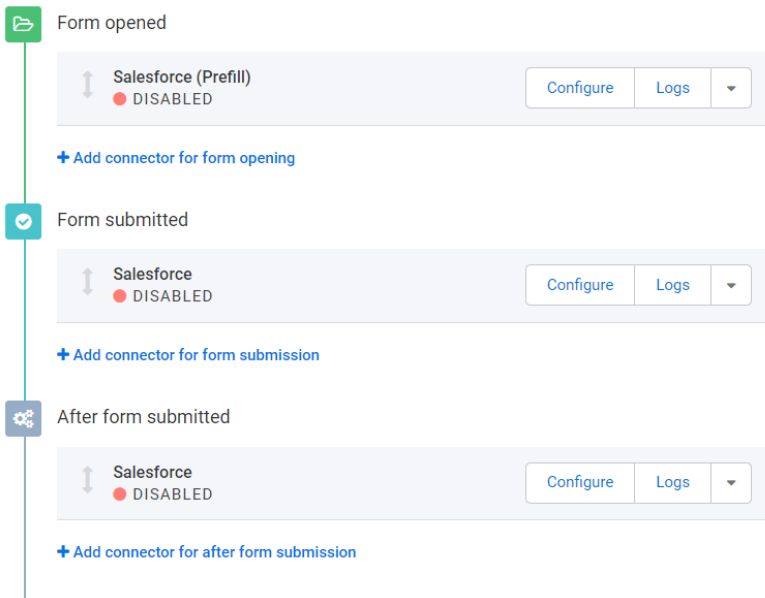 Form opened
Salesforce (Prefill)
DISABLED
Configure
Logs
Add connector for form opening
Form submitted
Salesforce
DISABLED
Configure
Logs
Add connector for form submission
After form submitted
Salesforce
DISABLED
Configure
Logs
Add connector for after form submission